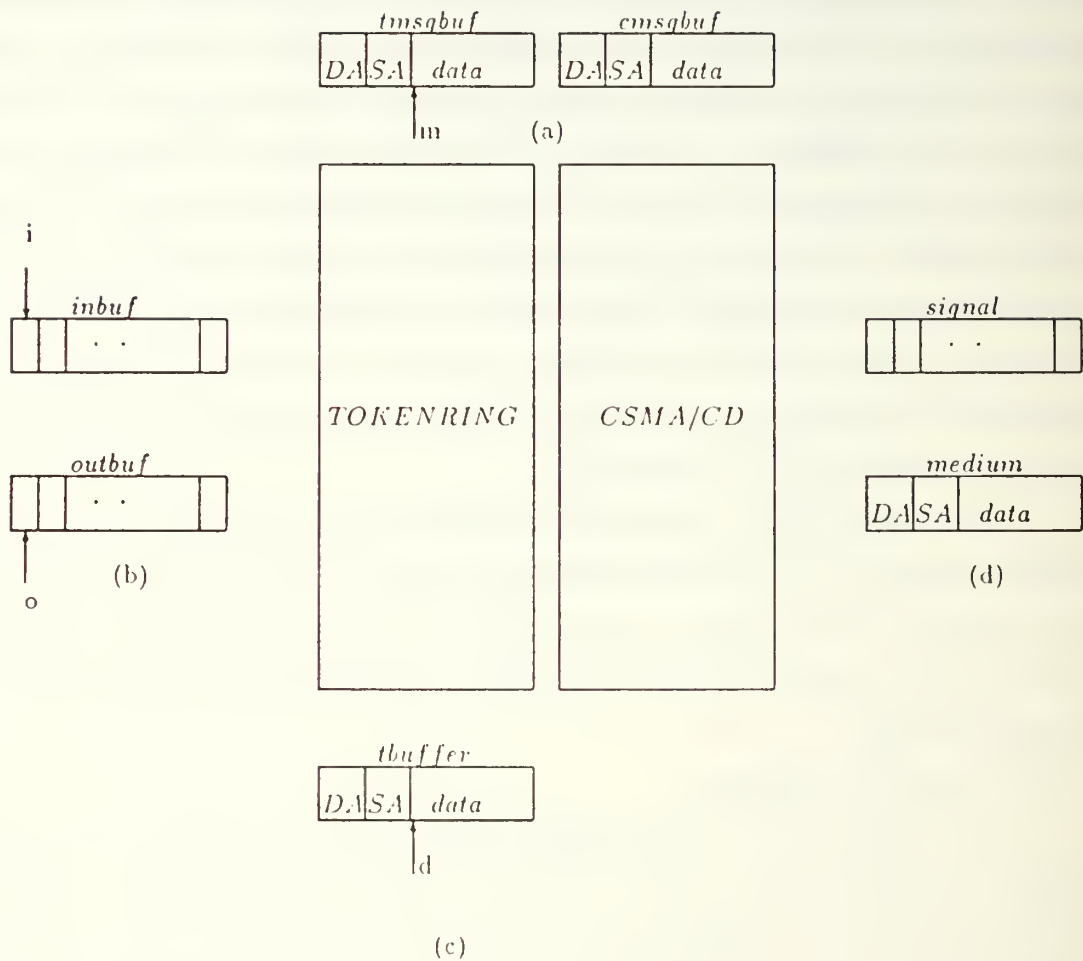 tmsgbuf cmsgbuf
DA SA data DA SA data
m (a)
i
inbuf signal
. . . .
TOKENRING CSMA/CD
outbuf medium
. . DA SA data
(b) (d)
o
tbuffer
DA SA data
d
(c)